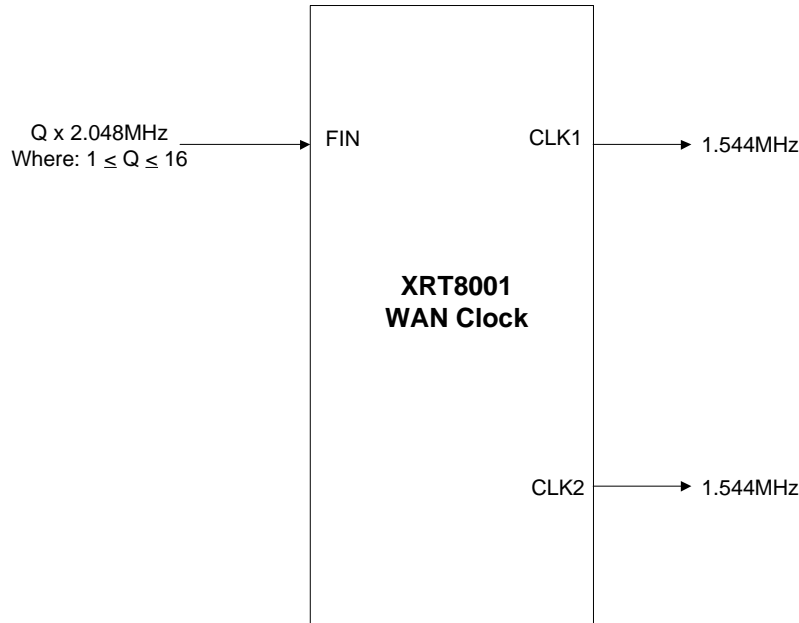 Q x 2.048MHz
Where: 1 ≤ Q ≤ 16
FIN
CLK1
1.544MHz
XRT8001
WAN Clock
CLK2
1.544MHz